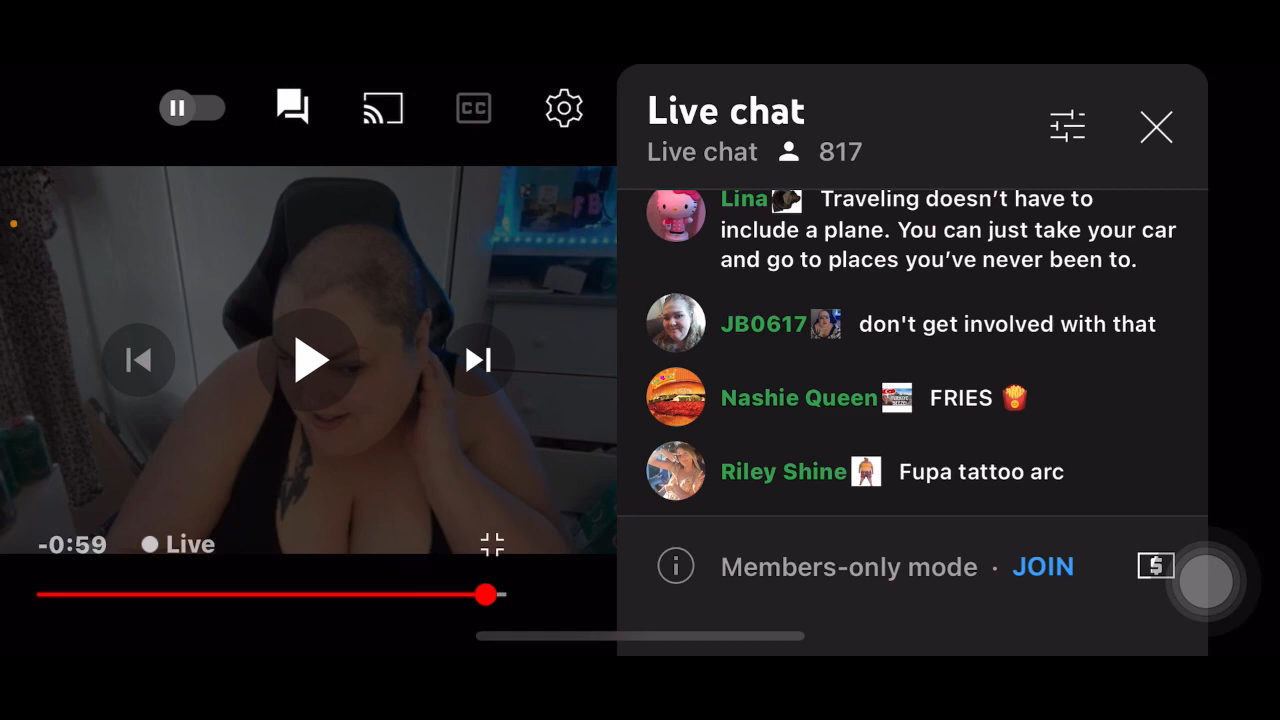 Live chat
Live chat 817
Lina Traveling doesn’t have to
include a plane. You can just take your car
and go to places you’ve never been to.
JB0617 don't get involved with that
Nashie Queen FRIES
Riley Shine Fupa tattoo arc
Members-only mode · JOIN
$
CC
-0:59 Live